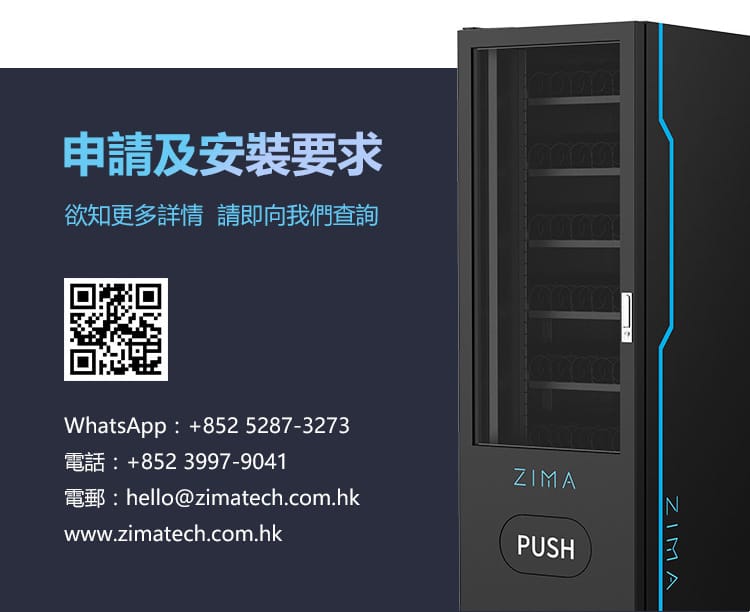 申請及安裝要求
欲知更多詳情 請即向我們查詢
WhatsApp：+852 5287-3273
電話：+852 3997-9041
電郵：hello@zimatech.com.hk
www.zimatech.com.hk
ZIMA
PUSH
ZIMA